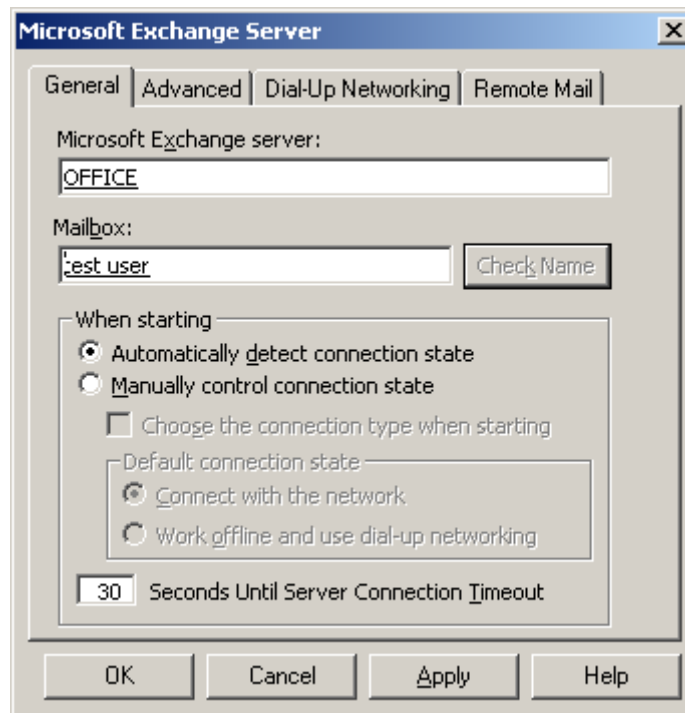 Microsoft Exchange Server
General Advanced Dial-Up Networking Remote Mail
Microsoft Exchange server:
OFFICE
Mailbox:
test user Check Name
When starting
Automatically detect connection state
Manually control connection state
Choose the connection type when starting
Default connection state
Connect with the network
Work offline and use dial-up networking
30 Seconds Until Server Connection Timeout
OK Cancel Apply Help